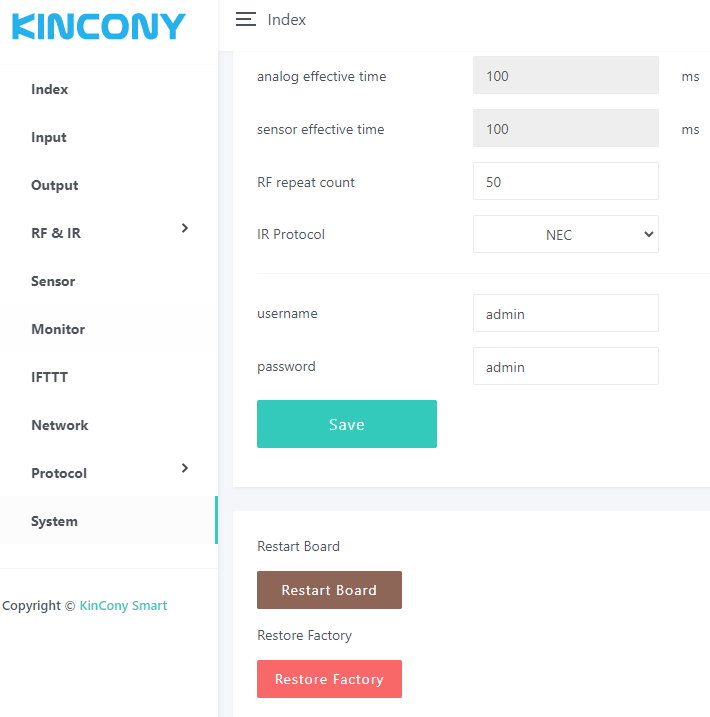 KINCONY
Index
Index
Input
Output
RF & IR
Sensor
Monitor
IFTTT
Network
Protocol
System
Copyright © KinCony Smart
analog effective time 100 ms
sensor effective time 100 ms
RF repeat count 50
IR Protocol NEC
username admin
password admin
Save
Restart Board
Restart Board
Restore Factory
Restore Factory